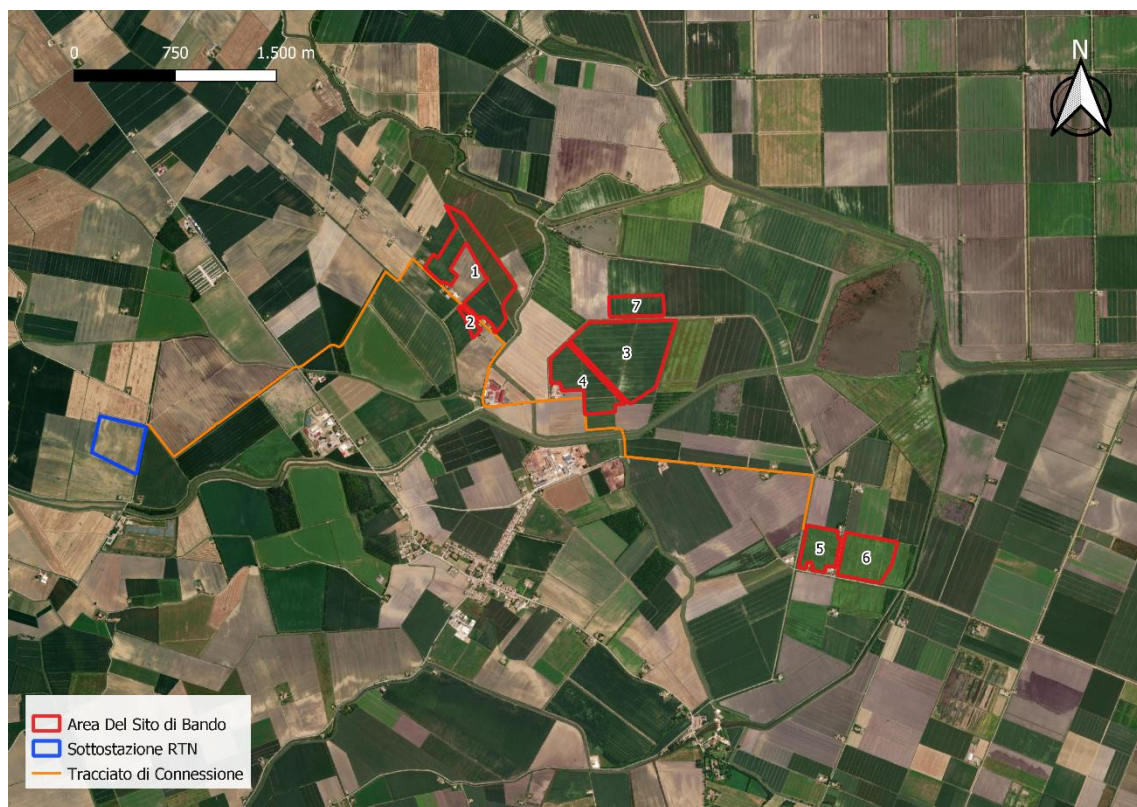 0 750 1.500 m
N
1
7
2
3
4
5
6
Area Del Sito di Bando
Sottostazione RTN
Tracciato di Connessione